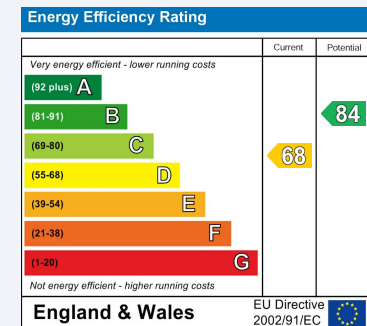 Energy Efficiency Rating
Current Potential
Very energy efficient - lower running costs
(92 plus) A
(81-91) B
84
(69-80) C
68
(55-68) D
(39-54) E
(21-38) F
(1-20) G
Not energy efficient - higher running costs
England & Wales
EU Directive
2002/91/EC